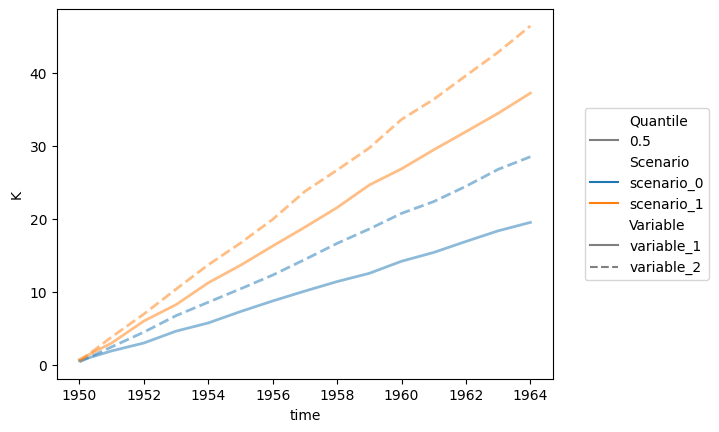 40
30
20
10
0
K
1950 1952 1954 1956 1958 1960 1962 1964
time
Quantile
0.5
Scenario
scenario_0
scenario_1
Variable
variable_1
variable_2